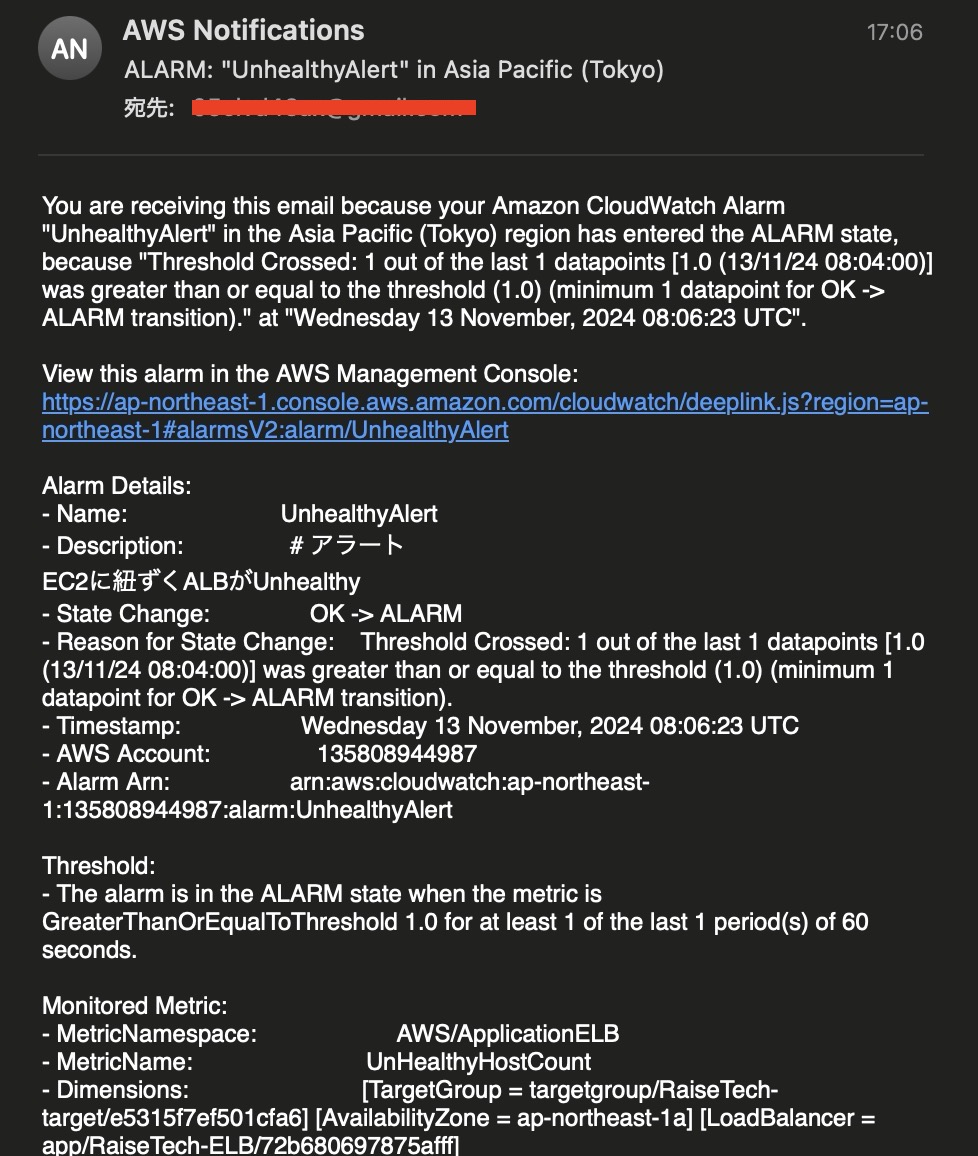 AN
AWS Notifications
17:06
ALARM: "UnhealthyAlert" in Asia Pacific (Tokyo)
宛先:
You are receiving this email because your Amazon CloudWatch Alarm
"UnhealthyAlert" in the Asia Pacific (Tokyo) region has entered the ALARM state,
because "Threshold Crossed: 1 out of the last 1 datapoints [1.0 (13/11/24 08:04:00)]
was greater than or equal to the threshold (1.0) (minimum 1 datapoint for OK ->
ALARM transition)." at "Wednesday 13 November, 2024 08:06:23 UTC".
View this alarm in the AWS Management Console:
https://ap-northeast-1.console.aws.amazon.com/cloudwatch/deeplink.js?region=ap-
northeast-1#alarmsV2:alarm/UnhealthyAlert
Alarm Details:
- Name: UnhealthyAlert
- Description: # アラート
EC2に紐ずくALBがUnhealthy
- State Change: OK -> ALARM
- Reason for State Change: Threshold Crossed: 1 out of the last 1 datapoints [1.0
(13/11/24 08:04:00)] was greater than or equal to the threshold (1.0) (minimum 1
datapoint for OK -> ALARM transition).
- Timestamp: Wednesday 13 November, 2024 08:06:23 UTC
- AWS Account: 135808944987
- Alarm Arn: arn:aws:cloudwatch:ap-northeast-
1:135808944987:alarm:UnhealthyAlert
Threshold:
- The alarm is in the ALARM state when the metric is
GreaterThanOrEqualToThreshold 1.0 for at least 1 of the last 1 period(s) of 60
seconds.
Monitored Metric:
- MetricNamespace: AWS/ApplicationELB
- MetricName: UnHealthyHostCount
- Dimensions: [TargetGroup = targetgroup/RaiseTech-
target/e5315f7ef501cfa6] [AvailabilityZone = ap-northeast-1a] [LoadBalancer =
app/RaiseTech-ELB/72b680697875afff]